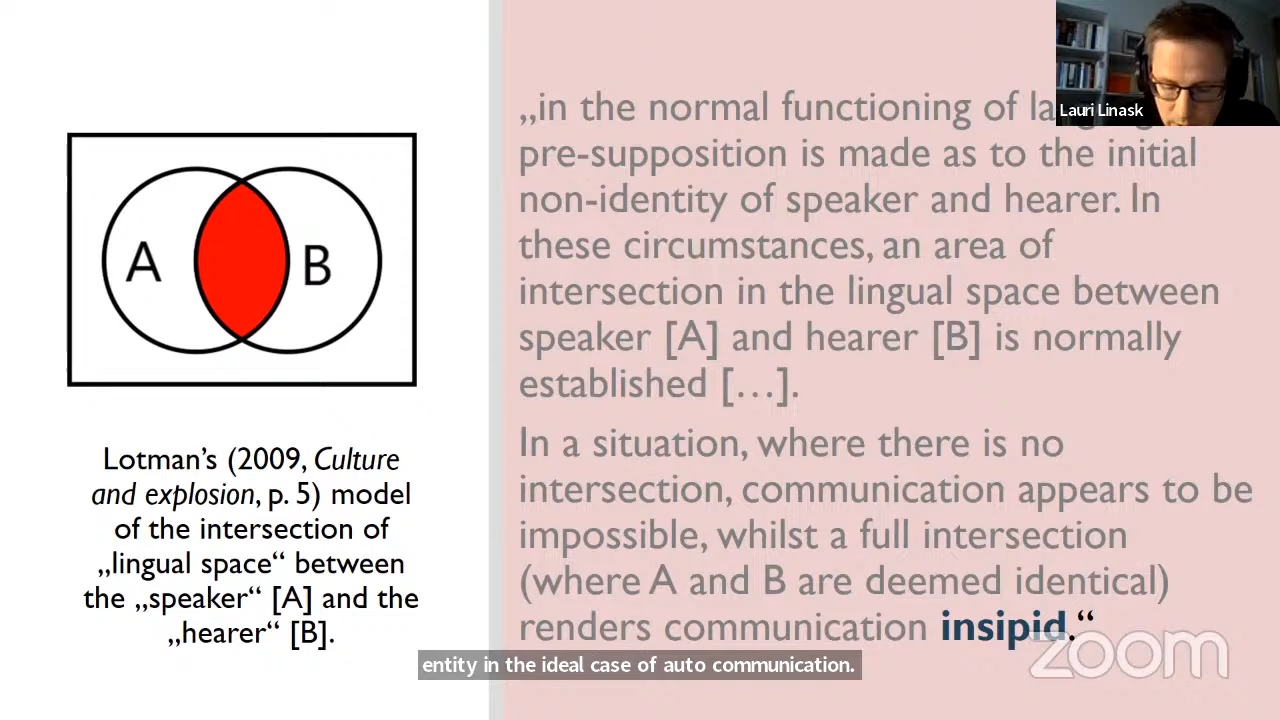 A
B
Lotman's (2009, Culture
and explosion, p. 5) model
of the intersection of
„lingual space“ between
the „speaker“ [A] and the
„hearer“ [B].
„in the normal functioning of
pre-supposition is made as to the initial
non-identity of speaker and hearer. In
these circumstances, an area of
intersection in the lingual space between
speaker [A] and hearer [B] is normally
established […].
In a situation, where there is no
intersection, communication appears to be
impossible, whilst a full intersection
(where A and B are deemed identical)
renders communication insipid.“
Lauri Linask
entity in the ideal case of auto communication.
zoom